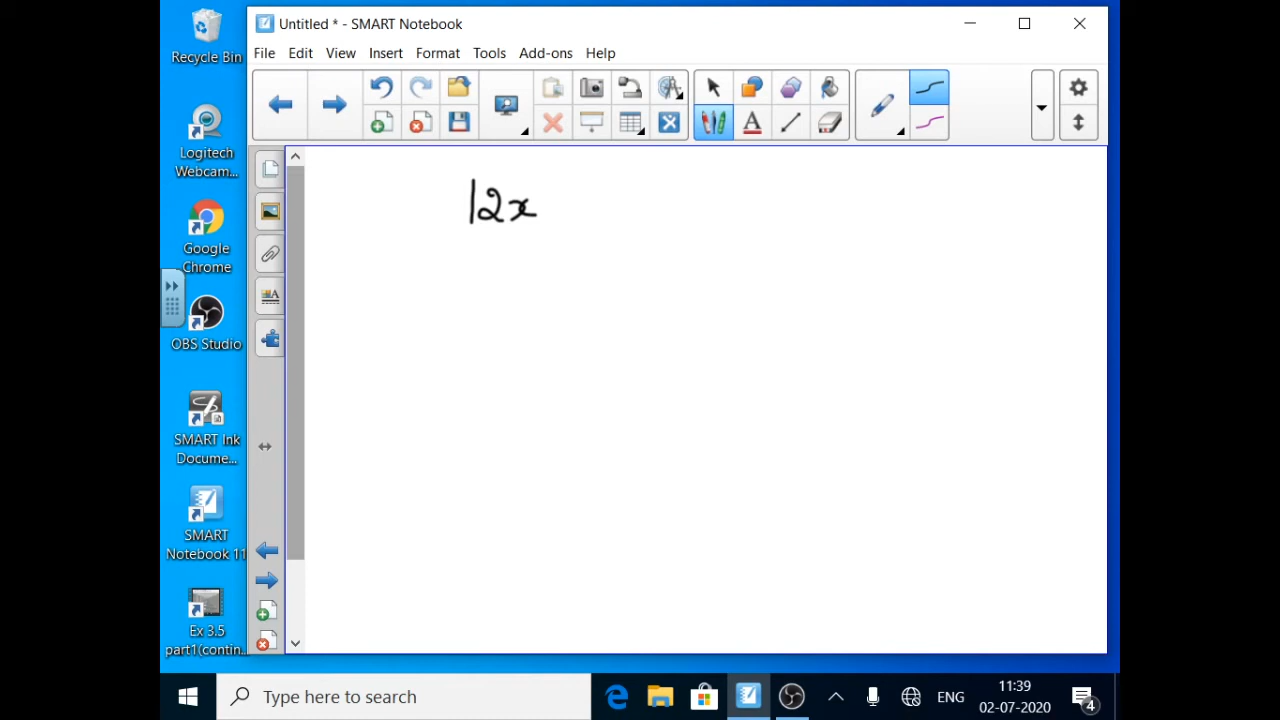 Recycle Bin
Logitech
Webcam...
Google
Chrome
OBS Studio
SMART Ink
Docume...
SMART
Notebook 11
Ex 3.5
part1(contin...
Untitled * - SMART Notebook
File Edit View Insert Format Tools Add-ons Help
12x
Type here to search
ENG
11:39
02-07-2020
4